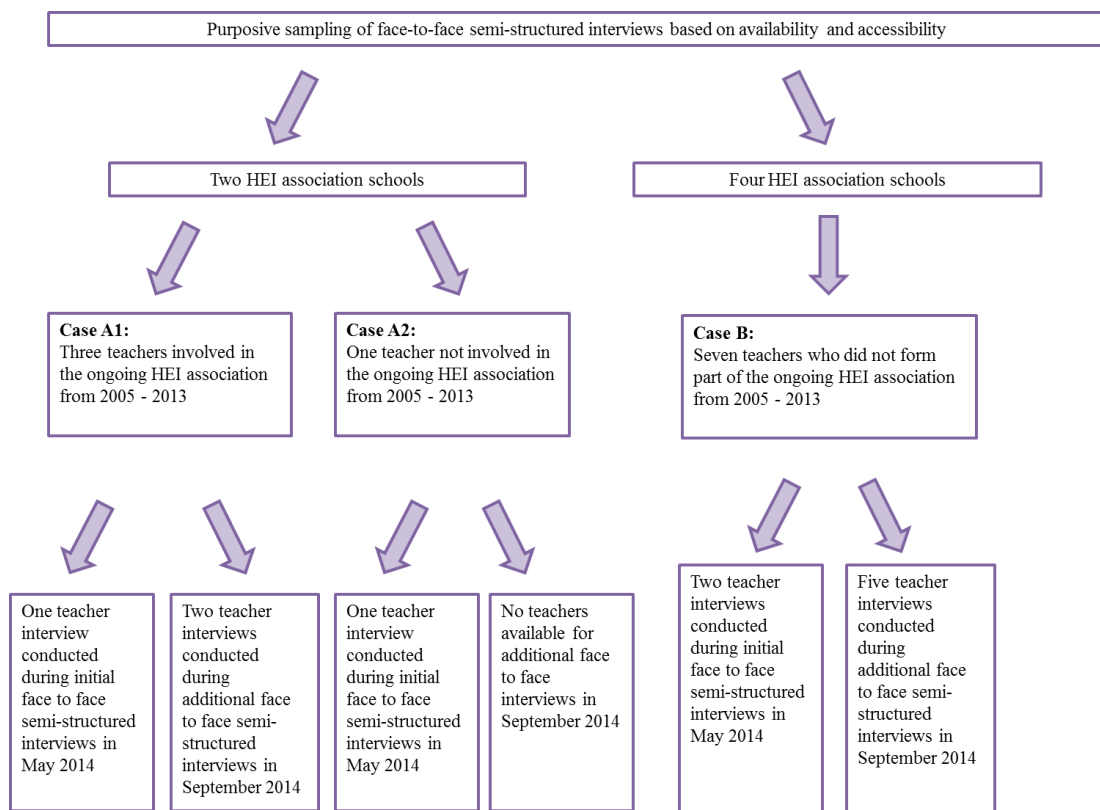 Purposive sampling of face-to-face semi-structured interviews based on availability and accessibility
Two HEI association schools
Four HEI association schools
Case A1:
Three teachers involved in
the ongoing HEI association
from 2005 - 2013
Case A2:
One teacher not involved in
the ongoing HEI association
from 2005 - 2013
Case B:
Seven teachers who did not form
part of the ongoing HEI association
from 2005 - 2013
One teacher
interview
conducted
during initial
face to face
semi-structured
interviews in
May 2014
Two teacher
interviews
conducted
during
additional face
to face semi-
structured
interviews in
September 2014
One teacher
interview
conducted
during initial
face to face
semi-structured
interviews in
May 2014
No teachers
available for
additional face
to face
interviews in
September 2014
Two teacher
interviews
conducted
during initial
face to face
semi-structured
interviews in
May 2014
Five teacher
interviews
conducted
during
additional face
to face semi-
structured
interviews in
September 2014